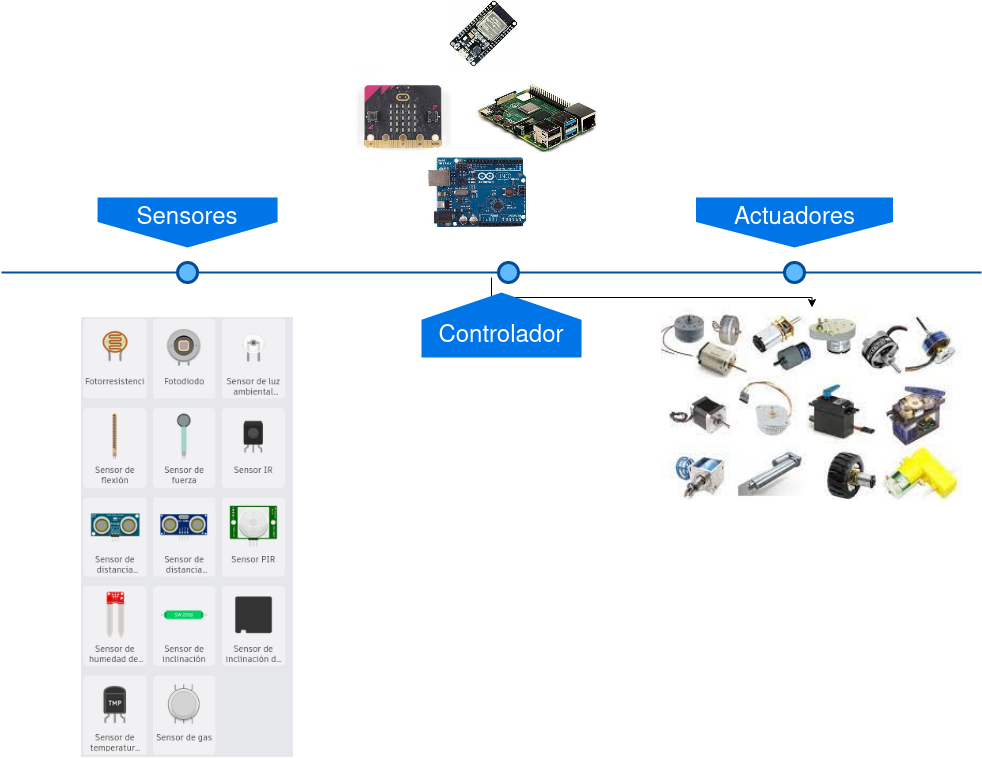 Sensores
Actuadores
Controlador
Fotorresistenci
Fotodiodo
Sensor de luz
ambiental...
Sensor de
flexión
Sensor de
fuerza
Sensor IR
Sensor de
distancia...
Sensor de
distancia...
Sensor PIR
Sensor de
humedad de...
SW200D
Sensor de
inclinación
Sensor de
inclinación d...
TMP
Sensor de
temperatur...
Sensor de gas